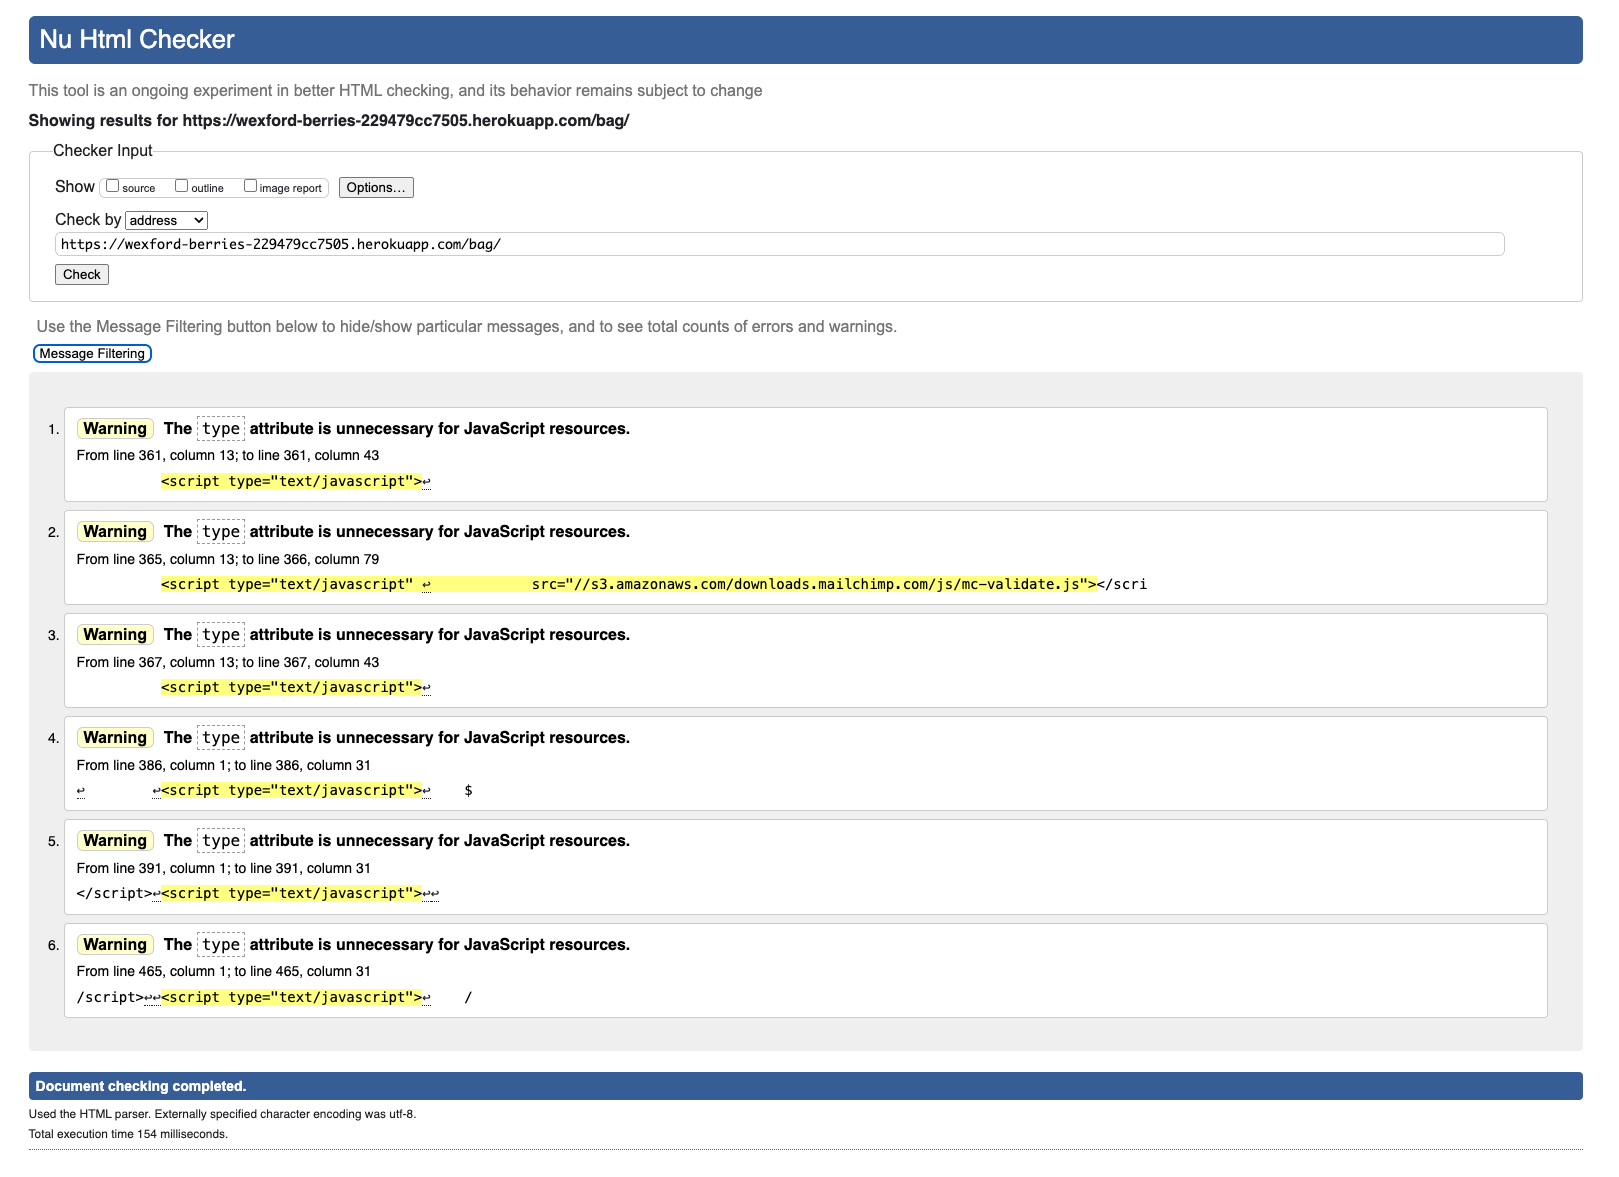 Nu Html Checker
This tool is an ongoing experiment in better HTML checking, and its behavior remains subject to change
Showing results for https://wexford-berries-229479cc7505.herokuapp.com/bag/
Checker Input
Show source outline image report Options…
Check by address
https://wexford-berries-229479cc7505.herokuapp.com/bag/
Check
Use the Message Filtering button below to hide/show particular messages, and to see total counts of errors and warnings.
Message Filtering
1. Warning The type attribute is unnecessary for JavaScript resources.
From line 361, column 13; to line 361, column 43
<script type="text/javascript">↩
2. Warning The type attribute is unnecessary for JavaScript resources.
From line 365, column 13; to line 366, column 79
<script type="text/javascript" ↩ src="//s3.amazonaws.com/downloads.mailchimp.com/js/mc-validate.js"></scri
3. Warning The type attribute is unnecessary for JavaScript resources.
From line 367, column 13; to line 367, column 43
<script type="text/javascript">↩
4. Warning The type attribute is unnecessary for JavaScript resources.
From line 386, column 1; to line 386, column 31
↩ ↩<script type="text/javascript">↩ $
5. Warning The type attribute is unnecessary for JavaScript resources.
From line 391, column 1; to line 391, column 31
</script>↩<script type="text/javascript">↩↩
6. Warning The type attribute is unnecessary for JavaScript resources.
From line 465, column 1; to line 465, column 31
/script>↩↩<script type="text/javascript">↩ /
Document checking completed.
Used the HTML parser. Externally specified character encoding was utf-8.
Total execution time 154 milliseconds.